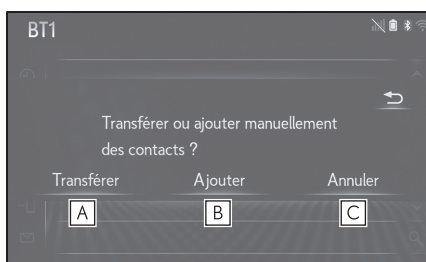 BT1
Transférer ou ajouter manuellement
des contacts ?
Transférer Ajouter Annuler
A B C